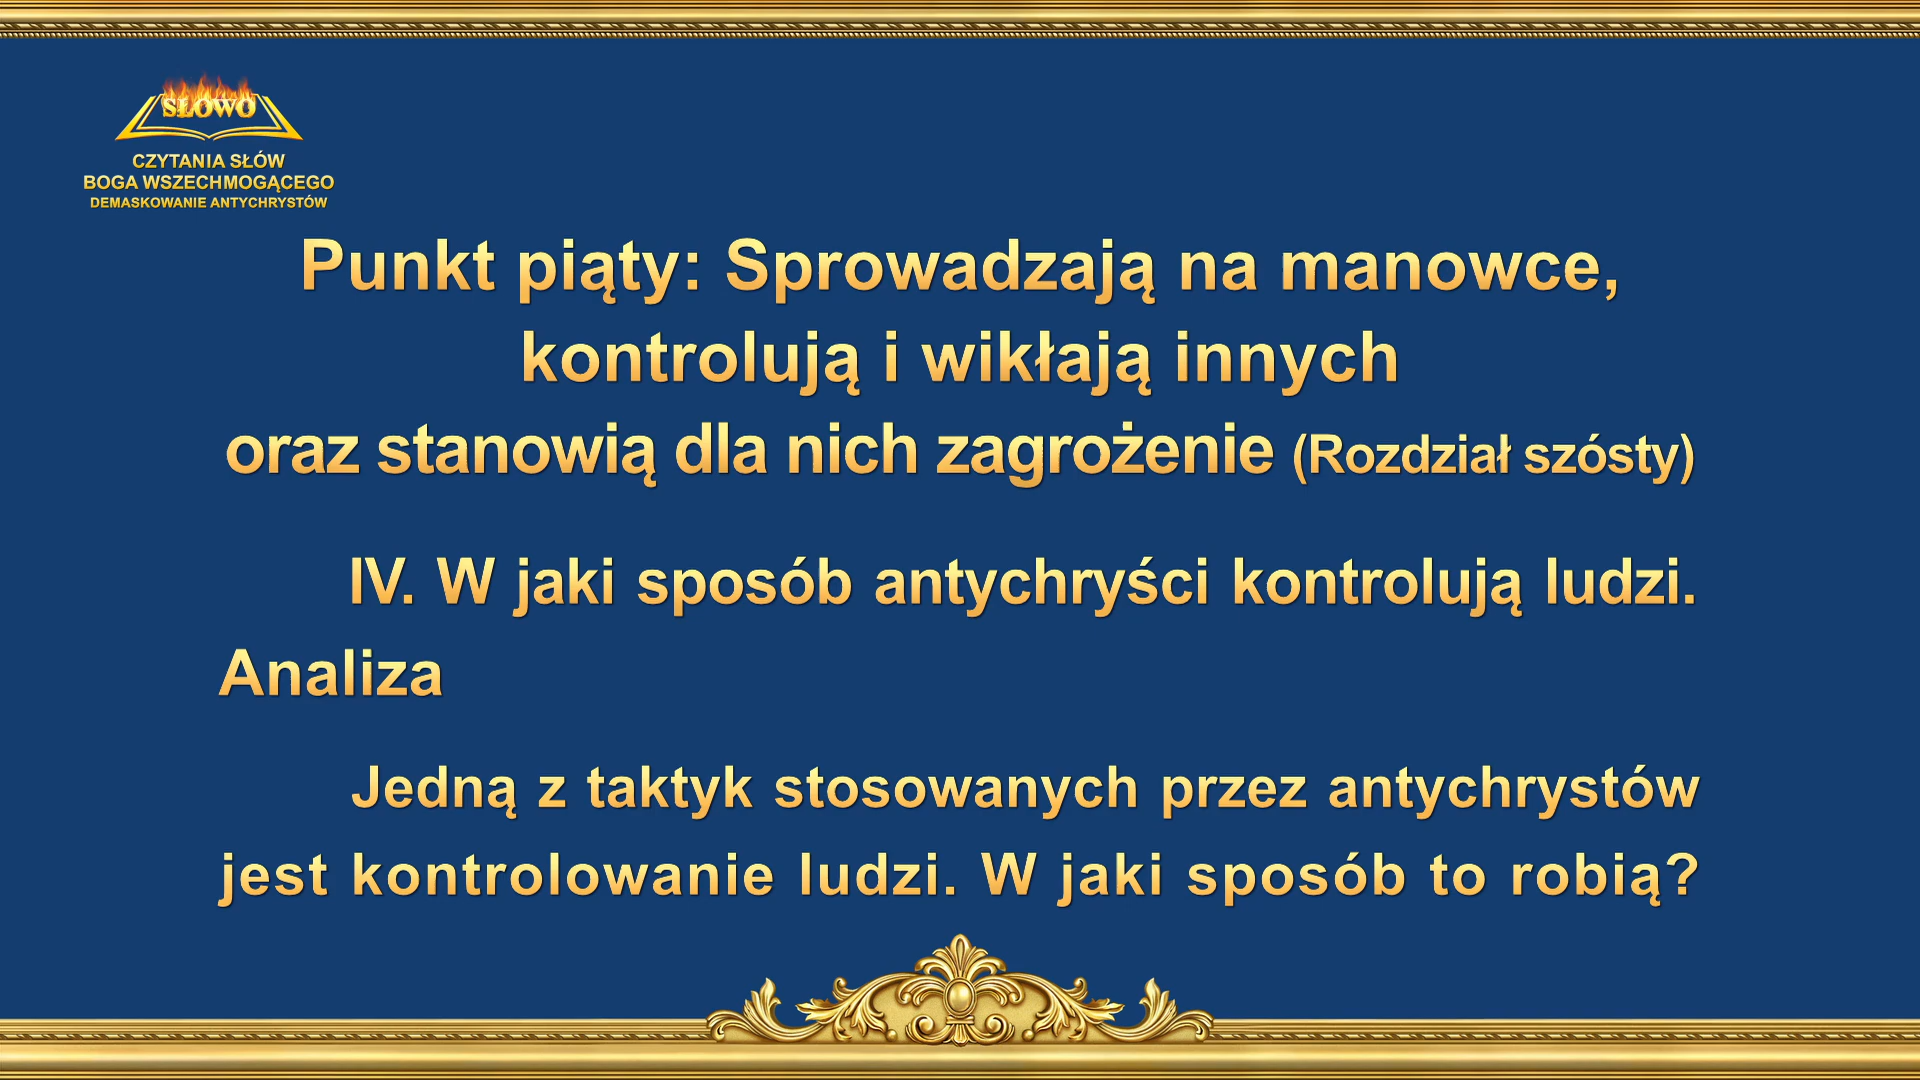 SŁOWO
CZYTANIA SŁÓW
BOGA WSZECHMOGĄCEGO
DEMASKOWANIE ANTYCHRYSTÓW
Punkt piąty: Sprowadzają na manowce,
kontrolują i wikłają innych
oraz stanowią dla nich zagrożenie (Rozdział szósty)
IV. W jaki sposób antychryści kontrolują ludzi.
Analiza
Jedną z taktyk stosowanych przez antychrystów
jest kontrolowanie ludzi. W jaki sposób to robią?